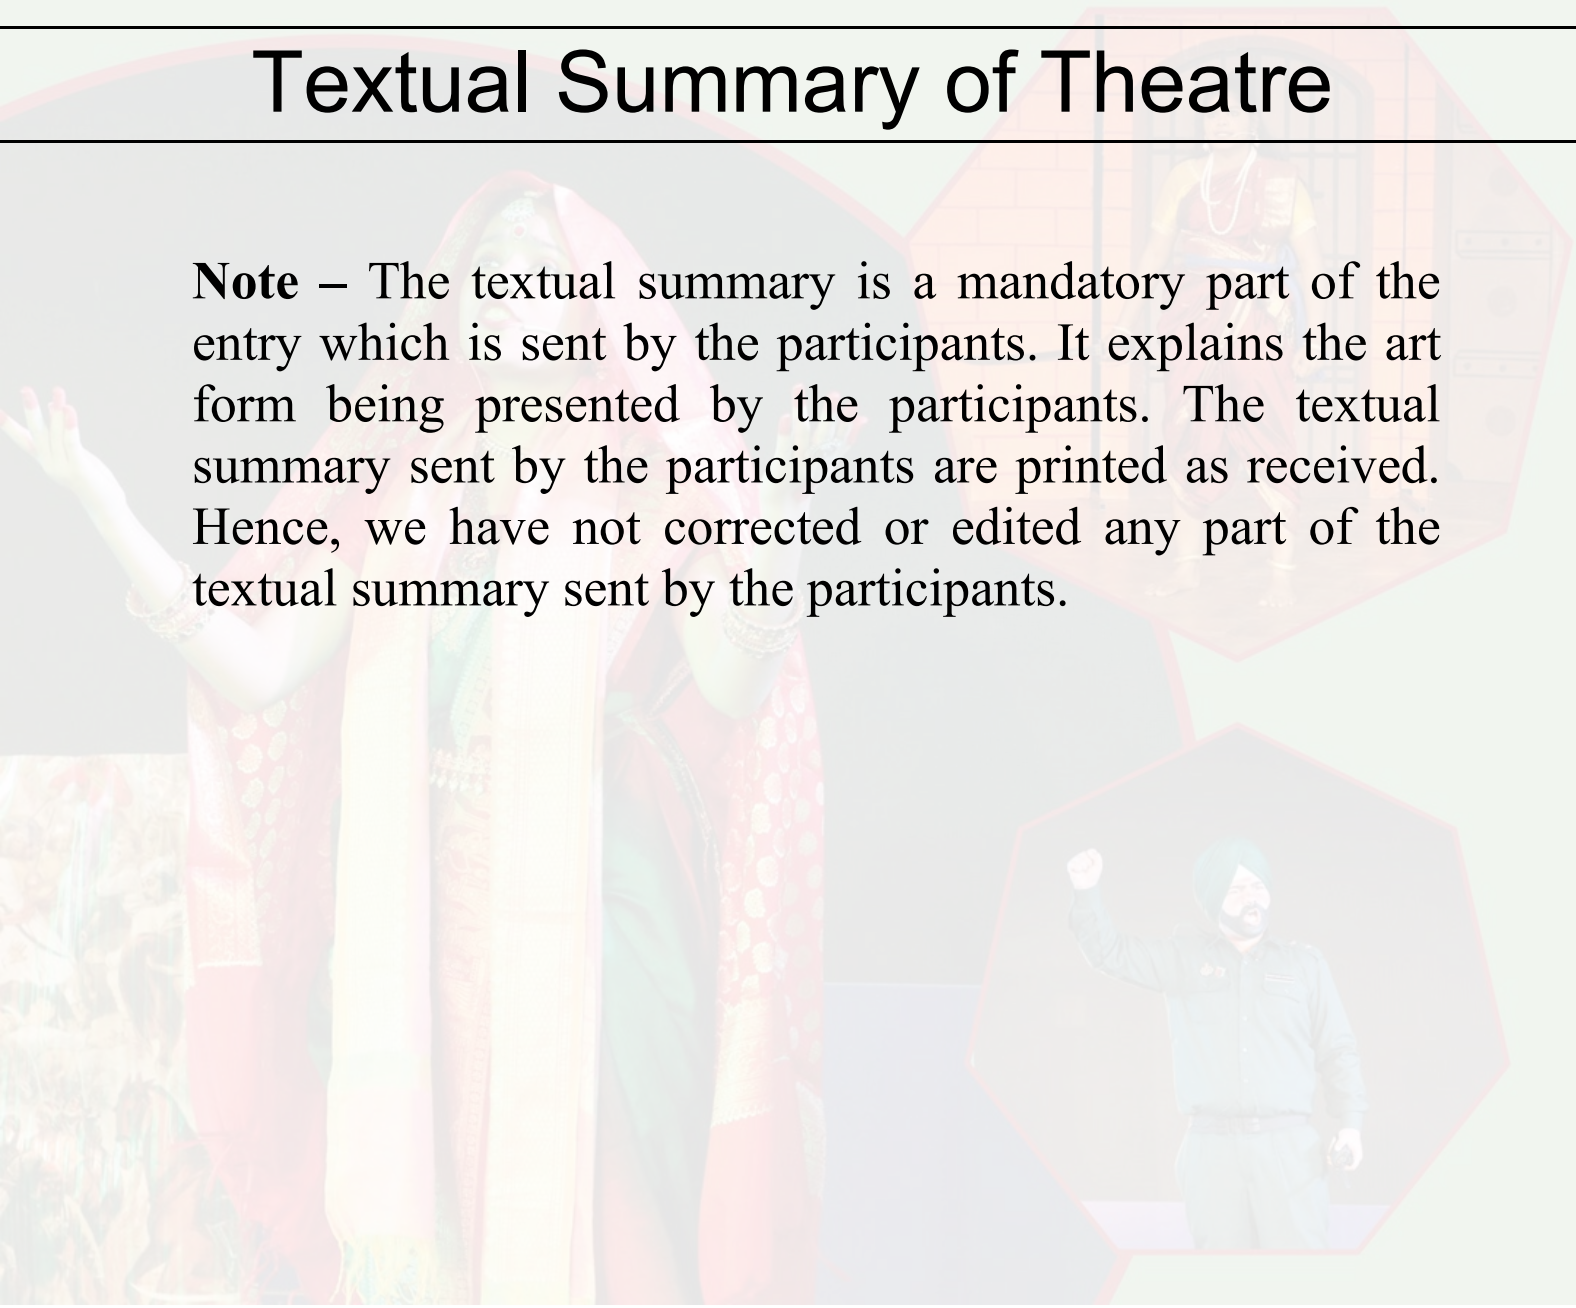 Textual Summary of Theatre
Note – The textual summary is a mandatory part of the
entry which is sent by the participants. It explains the art
form being presented by the participants. The textual
summary sent by the participants are printed as received.
Hence, we have not corrected or edited any part of the
textual summary sent by the participants.